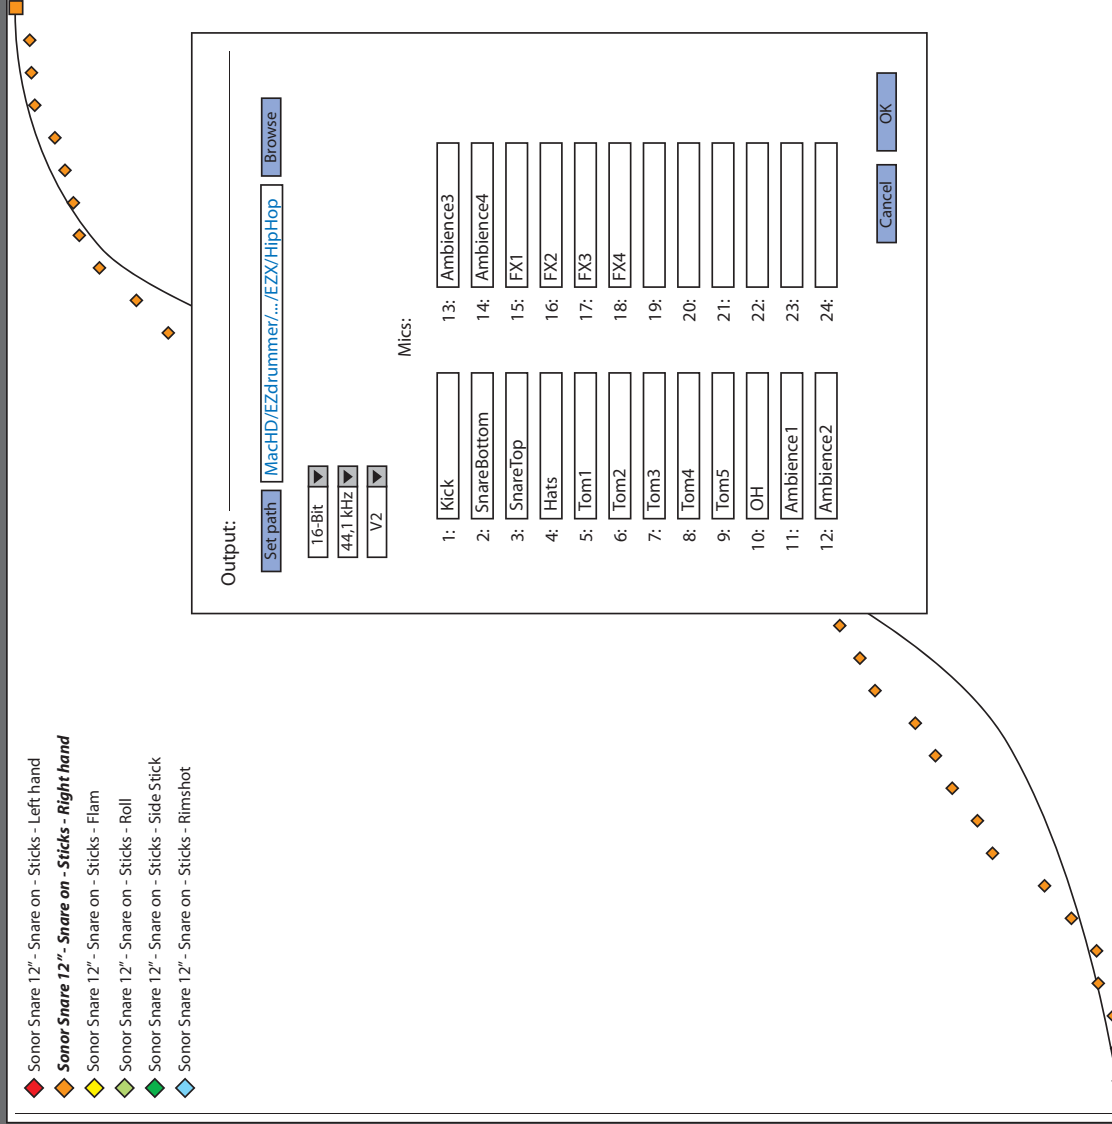 Sonor Snare 12” - Snare on - Sticks - Left hand
Sonor Snare 12” - Snare on - Sticks - Right hand
Sonor Snare 12” - Snare on - Sticks - Flam
Sonor Snare 12” - Snare on - Sticks - Roll
Sonor Snare 12” - Snare on - Sticks - Side Stick
Sonor Snare 12” - Snare on - Sticks - Rimshot
Output:
Set path MacHD/EZdrummer/.../EZX/HipHop Browse
16-Bit
44,1 kHz
V2
Mics:
1: Kick 13: Ambience3
2: SnareBottom 14: Ambience4
3: SnareTop 15: FX1
4: Hats 16: FX2
5: Tom1 17: FX3
6: Tom2 18: FX4
7: Tom3 19:
8: Tom4 20:
9: Tom5 21:
10: OH 22:
11: Ambience1 23:
12: Ambience2 24:
Cancel OK